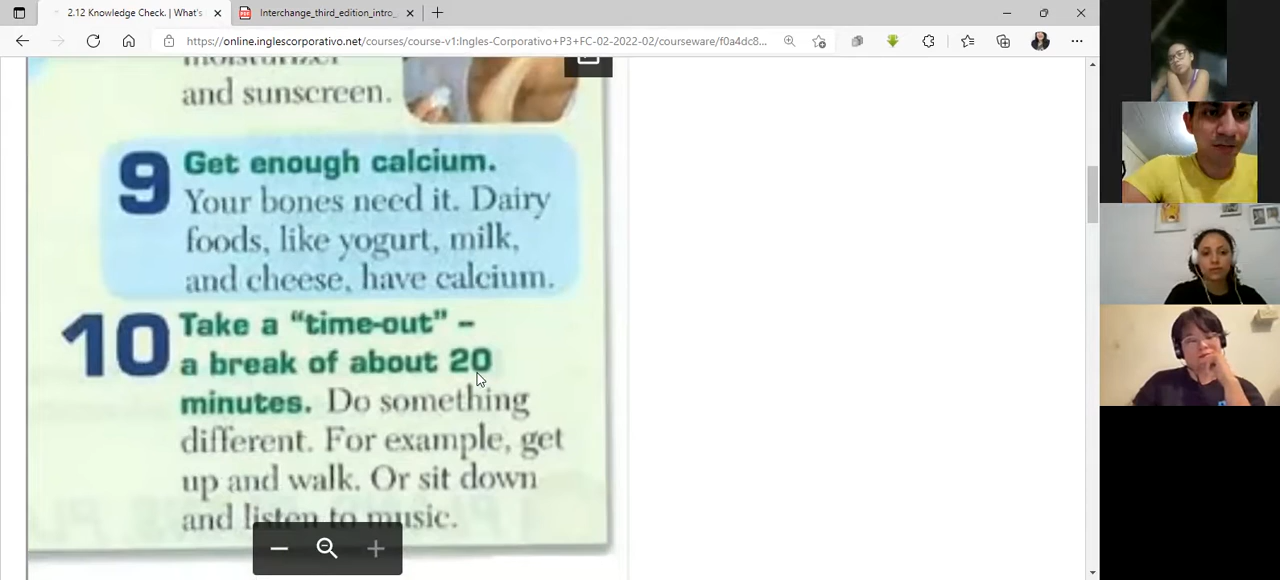 2.12 Knowledge Check. | What's
Interchange_third_edition_intro_
https://online.inglescorporativo.net/courses/course-v1:Ingles-Corporativo+P3+FC-02-2022-02/courseware/f0a4dc8...
moisturizer
and sunscreen.
9 Get enough calcium.
Your bones need it. Dairy
foods, like yogurt, milk,
and cheese, have calcium.
10 Take a “time-out” –
a break of about 20
minutes. Do something
different. For example, get
up and walk. Or sit down
and listen to music.